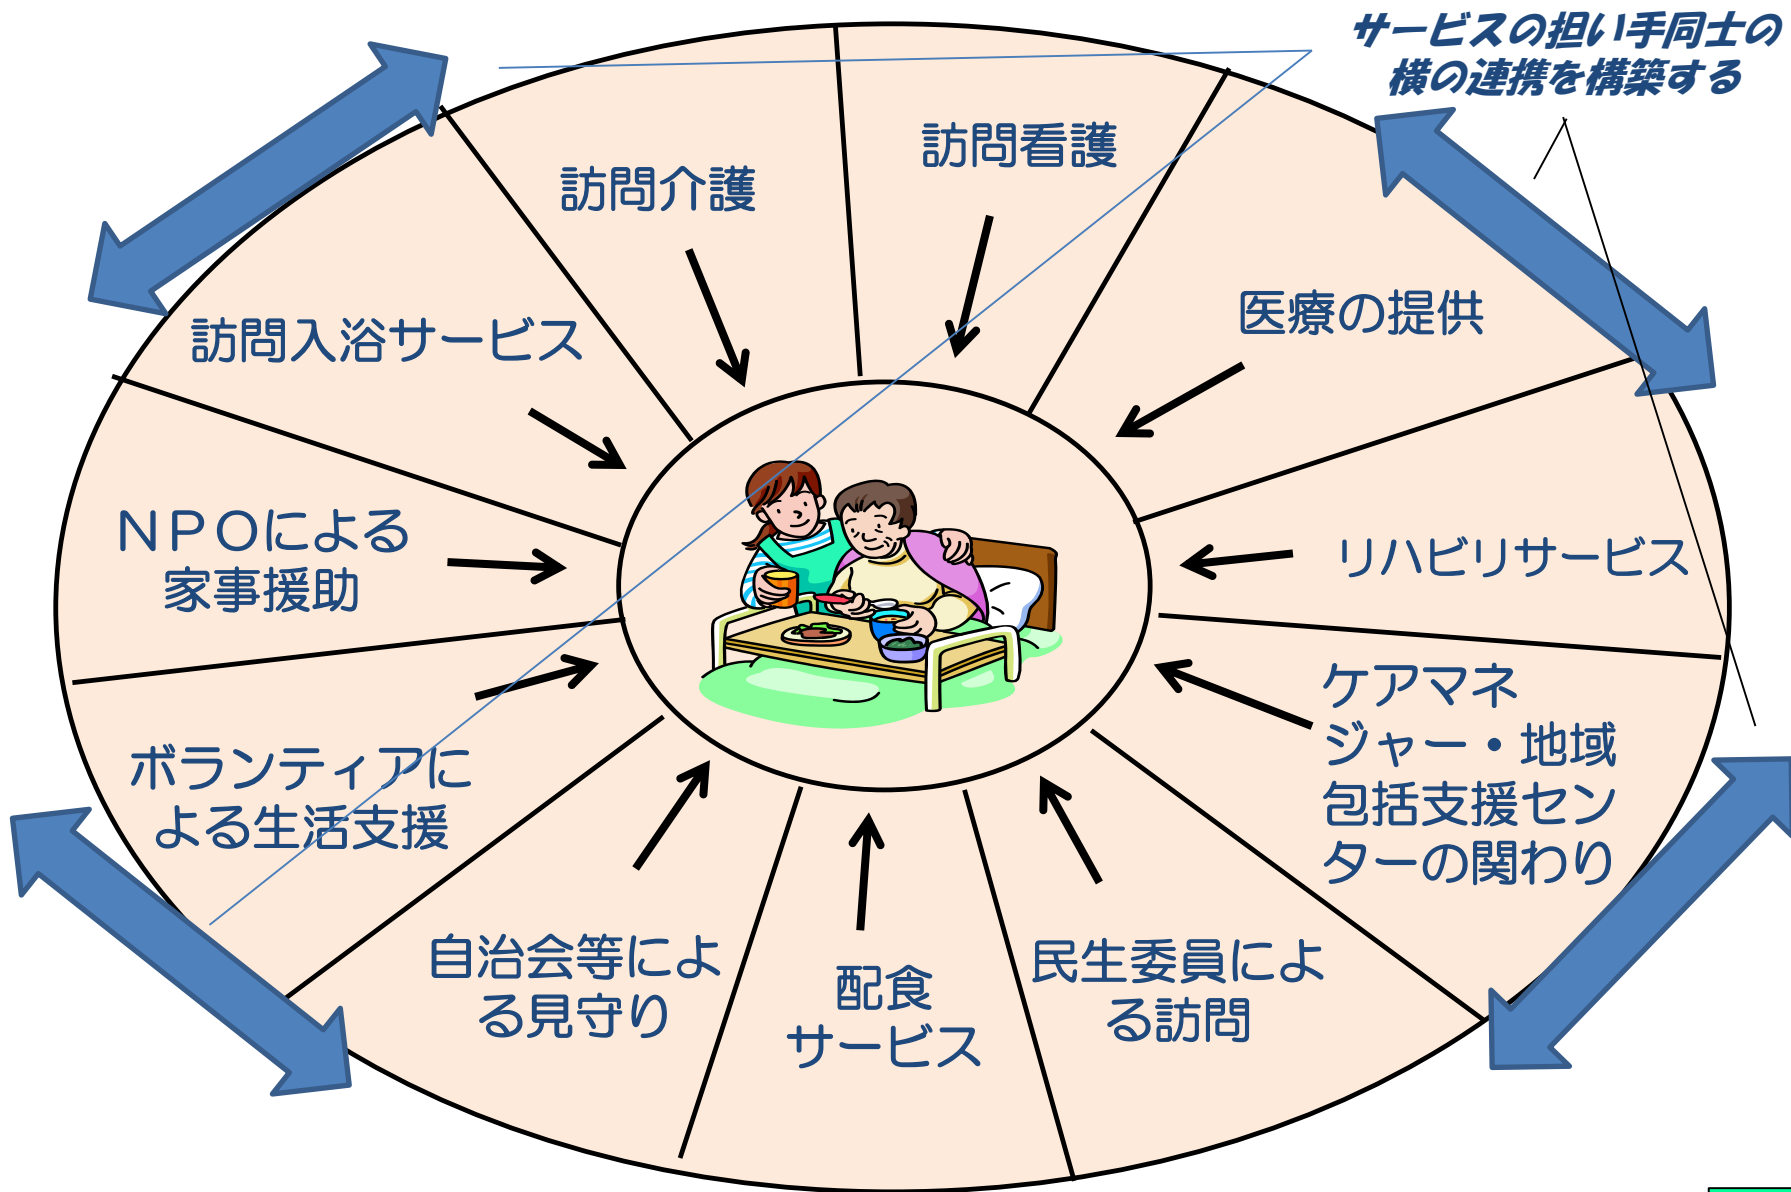 サービスの担い手同士の
横の連携を構築する
訪問看護
訪問介護
医療の提供
訪問入浴サービス
NPOによる
家事援助
リハビリサービス
ケアマネ
ジャー・地域
包括支援セン
ターの関わり
ボランティアに
よる生活支援
自治会等によ
る見守り
配食
サービス
民生委員によ
る訪問